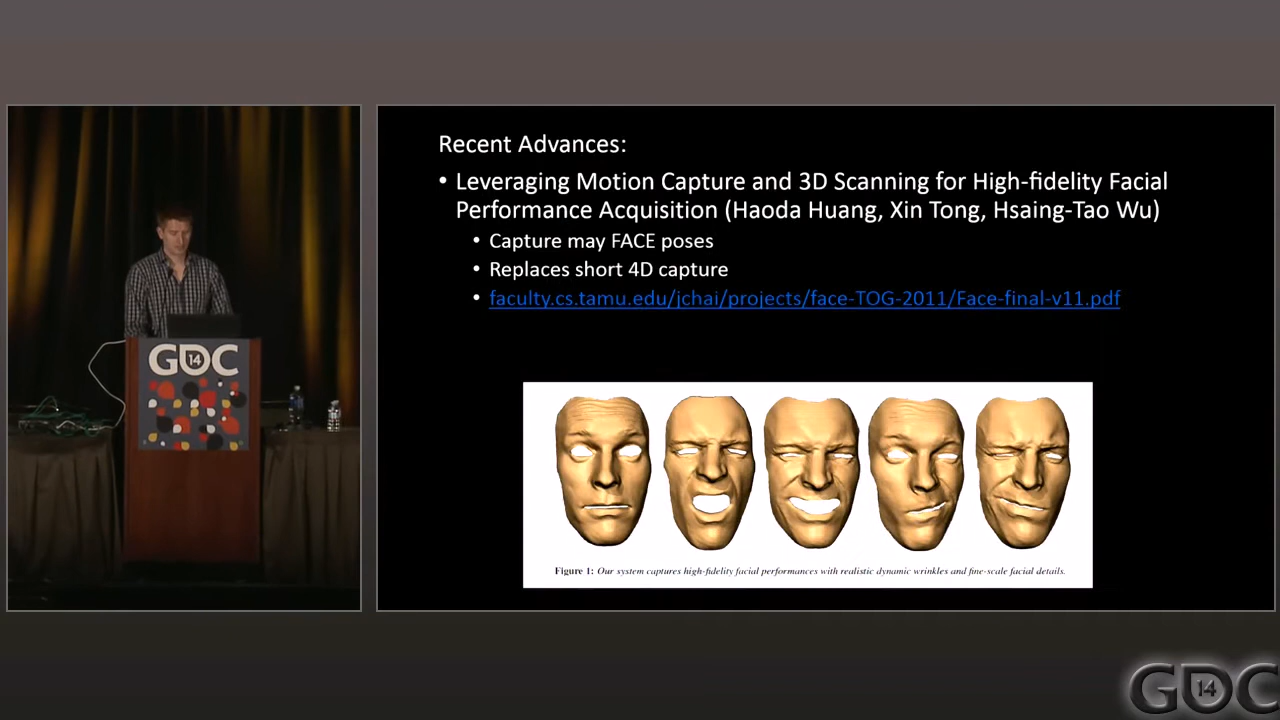 Recent Advances:
• Leveraging Motion Capture and 3D Scanning for High-fidelity Facial
Performance Acquisition (Haoda Huang, Xin Tong, Hsaing-Tao Wu)
• Capture may FACE poses
• Replaces short 4D capture
• faculty.cs.tamu.edu/jchai/projects/face-TOG-2011/Face-final-v11.pdf
Figure 1: Our system captures high-fidelity facial performances with realistic dynamic wrinkles and fine-scale facial details.
GDC
14
GDC
14